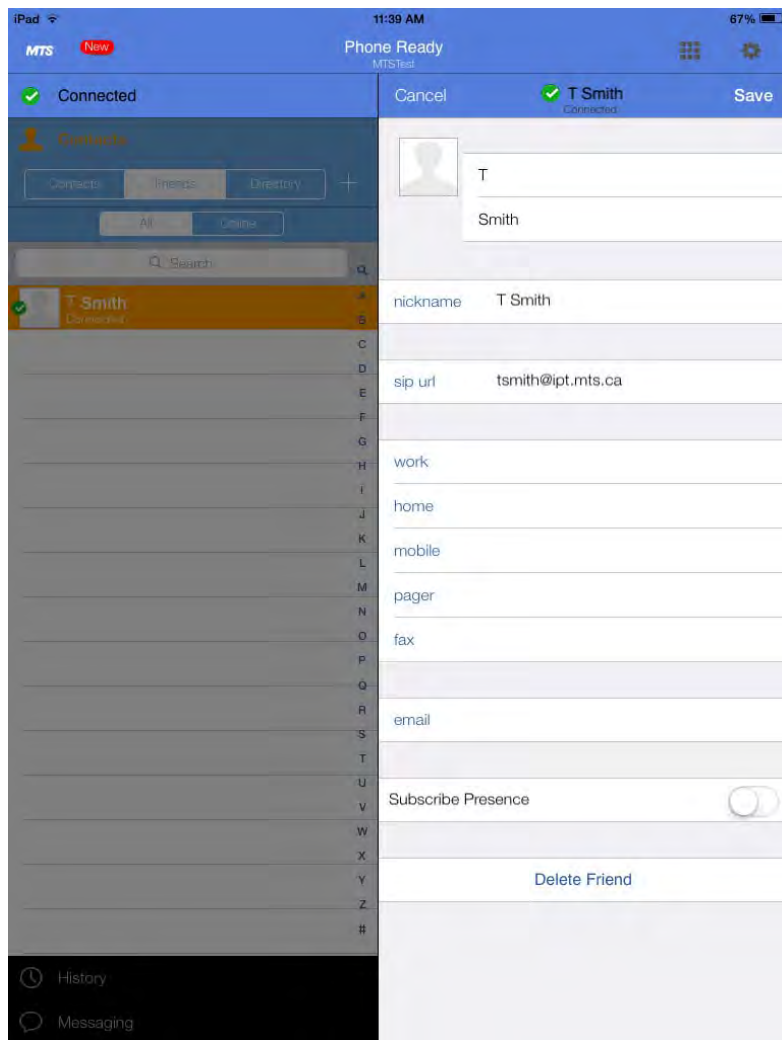 iPad 11:39 AM 67%
MTS New Phone Ready
MTSTest
Connected
Cancel T Smith Save
Connected
Contacts
Contacts Friends Directory +
All Online
Search
T Smith
Connected
A
B
C
D
E
F
G
H
I
J
K
L
M
N
O
P
Q
R
S
T
U
V
W
X
Y
Z
#
History
Messaging
T
Smith
nickname T Smith
sip url tsmith@ipt.mts.ca
work
home
mobile
pager
fax
email
Subscribe Presence
Delete Friend